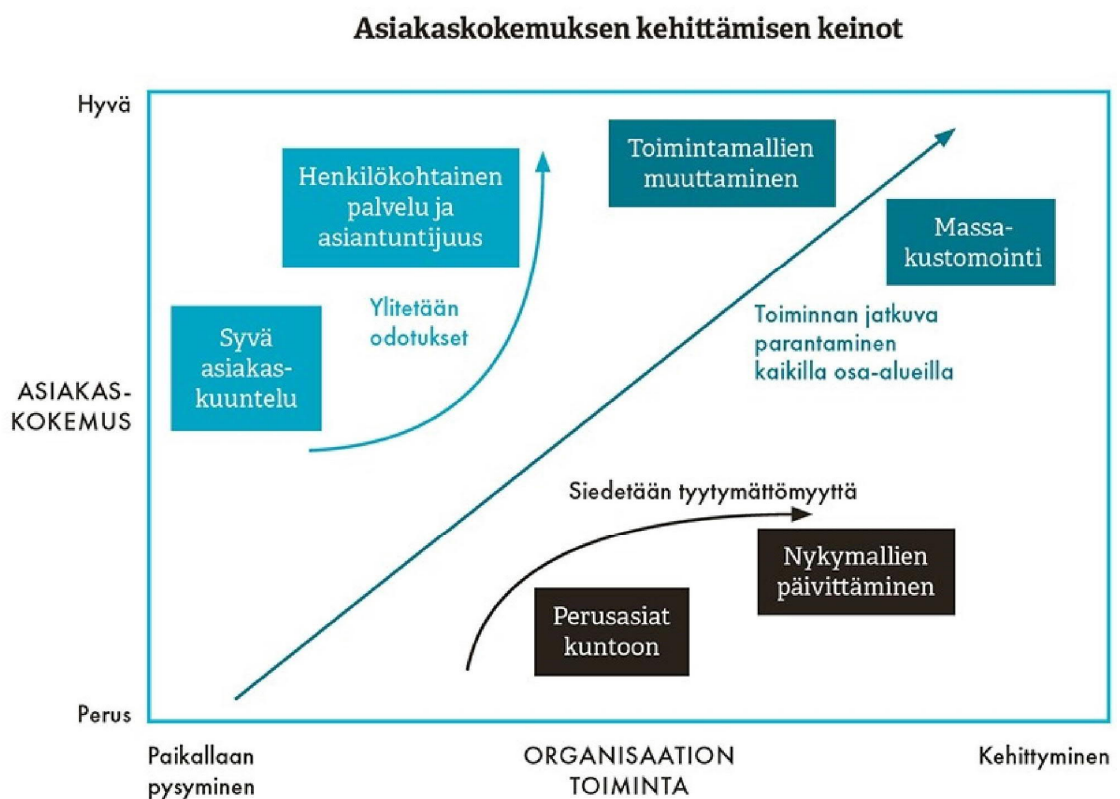 Asiakaskokemuksen kehittämisen keinot
Hyvä
Henkilökohtainen
palvelu ja
asiantuntijuus
Toimintamallien
muuttaminen
Massa-
kustomointi
Ylitetään
odotukset
Syvä
asiakas-
kuuntelu
Toiminnan jatkuva
parantaminen
kaikilla osa-alueilla
ASIAKAS-
KOKEMUS
Siedetään tyytymättömyyttä
Nykymallien
päivittäminen
Perusasiat
kuntoon
Perus
Paikallaan
pysyminen
ORGANISAATION
TOIMINTA
Kehittyminen